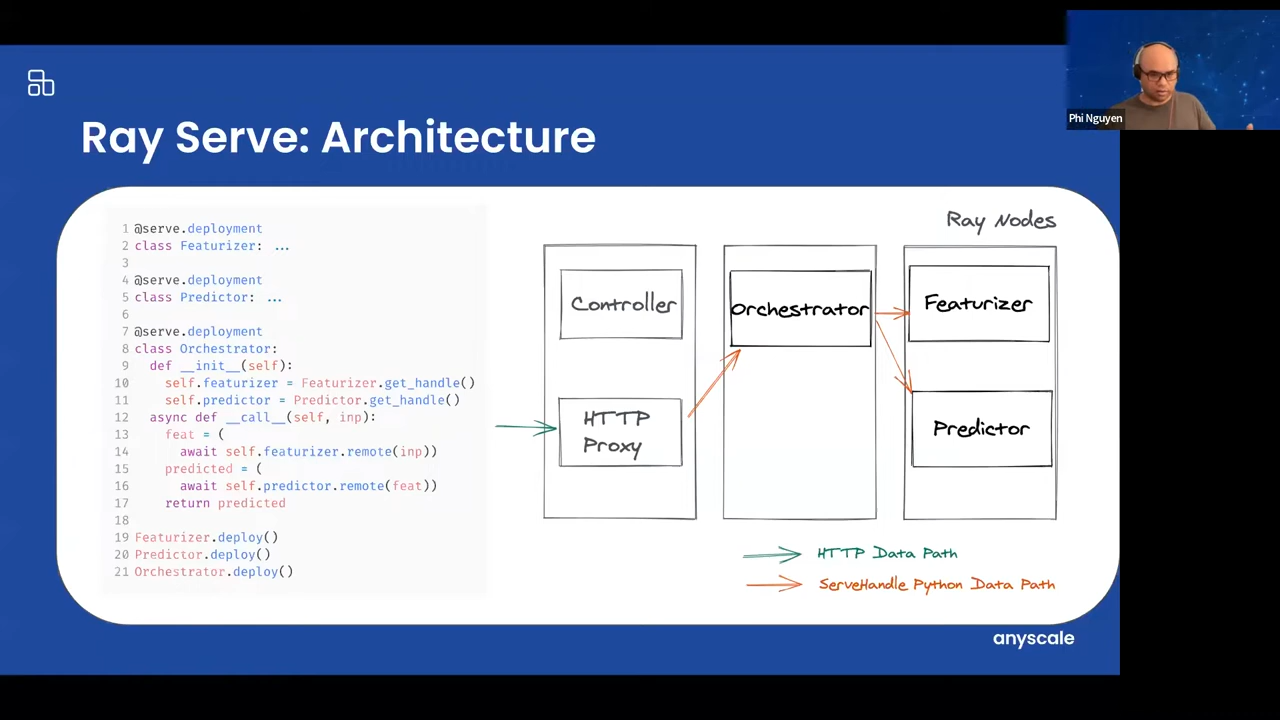 Phi Nguyen
Ray Serve: Architecture
1 @serve.deployment
2 class Featurizer: ...
3
4 @serve.deployment
5 class Predictor: ...
6
7 @serve.deployment
8 class Orchestrator:
9 def __init__(self):
10 self.featurizer = Featurizer.get_handle()
11 self.predictor = Predictor.get_handle()
12 async def __call__(self, inp):
13 feat = (
14 await self.featurizer.remote(inp))
15 predicted = (
16 await self.predictor.remote(feat))
17 return predicted
18
19 Featurizer.deploy()
20 Predictor.deploy()
21 Orchestrator.deploy()
Ray Nodes
Controller
HTTP
Proxy
Orchestrator
Featurizer
Predictor
HTTP Data Path
ServeHandle Python Data Path
anyscale